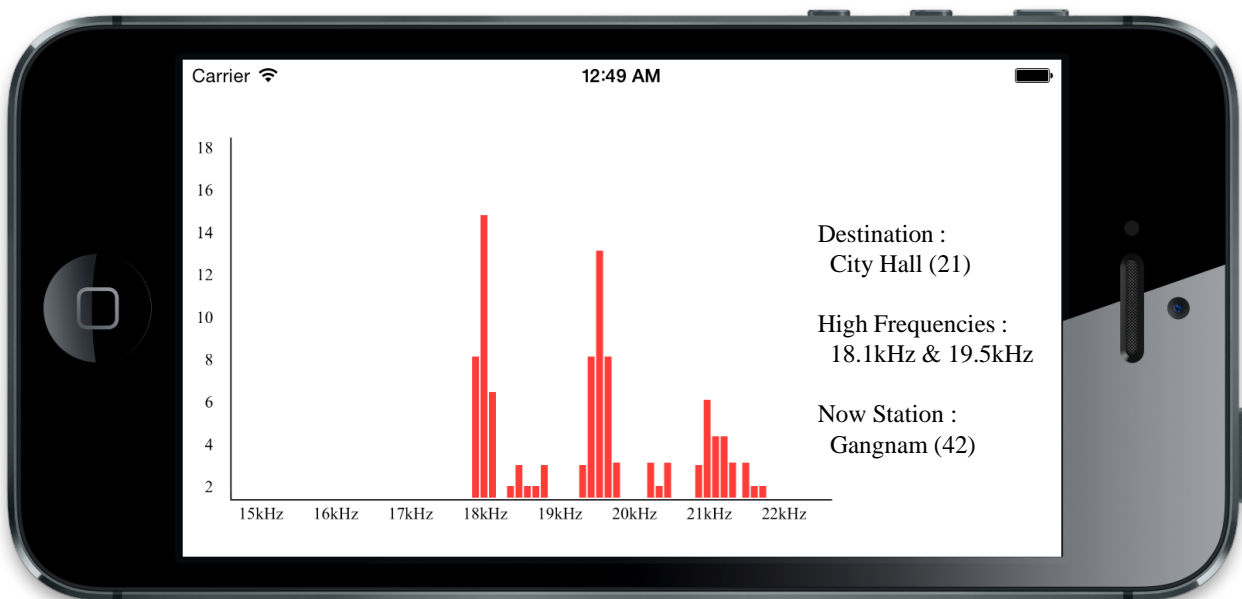 Carrier
12:49 AM
18
16
14
12
10
8
6
4
2
15kHz 16kHz 17kHz 18kHz 19kHz 20kHz 21kHz 22kHz
Destination :
City Hall (21)
High Frequencies :
18.1kHz & 19.5kHz
Now Station :
Gangnam (42)